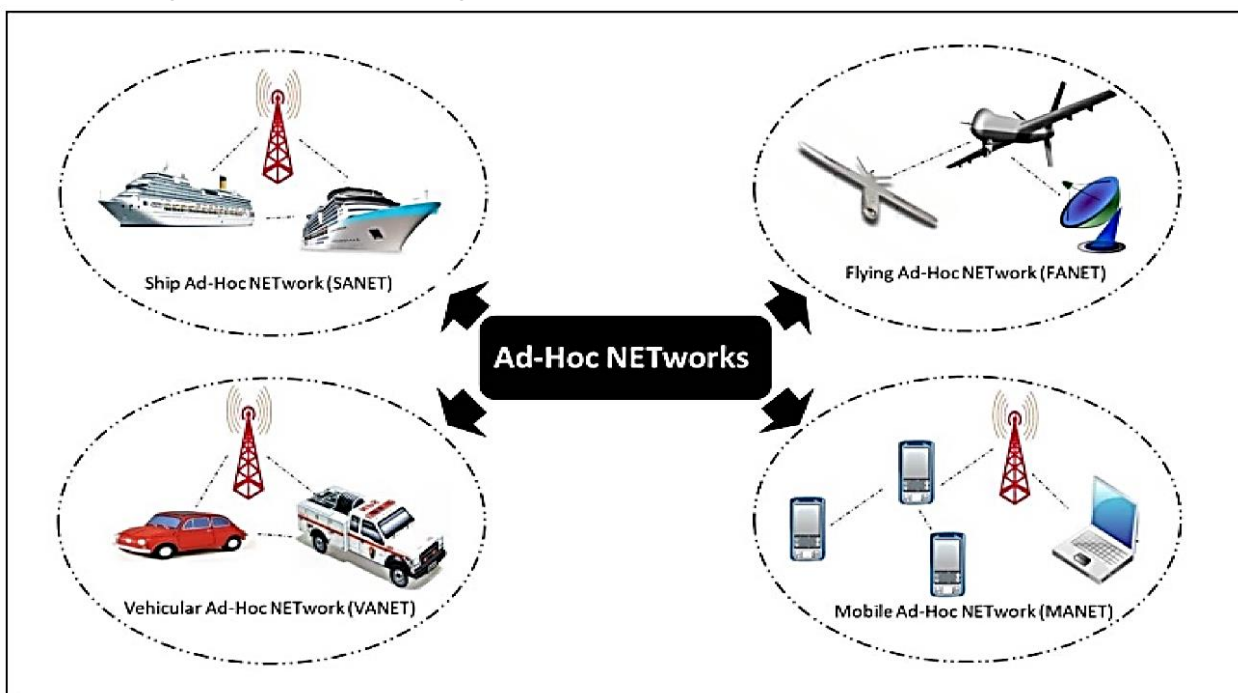 Ship Ad-Hoc NETwork (SANET)
Flying Ad-Hoc NETwork (FANET)
Ad-Hoc NETworks
Vehicular Ad-Hoc NETwork (VANET)
Mobile Ad-Hoc NETwork (MANET)